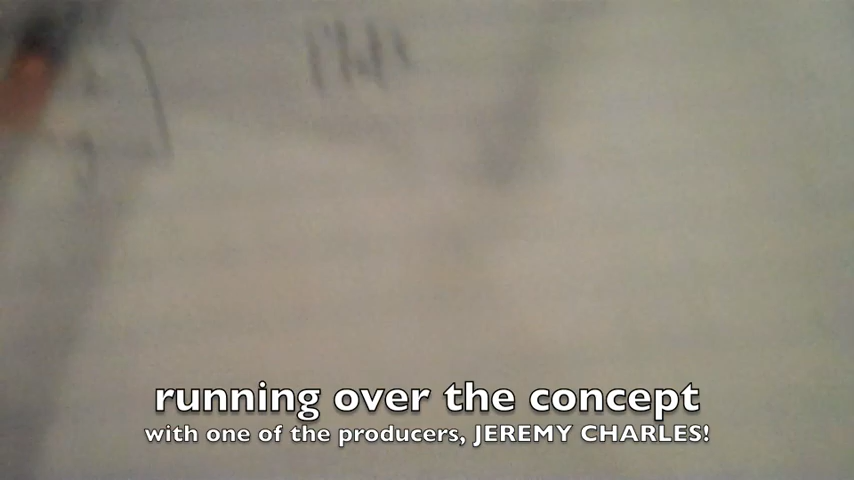 running over the concept
with one of the producers, JEREMY CHARLES!